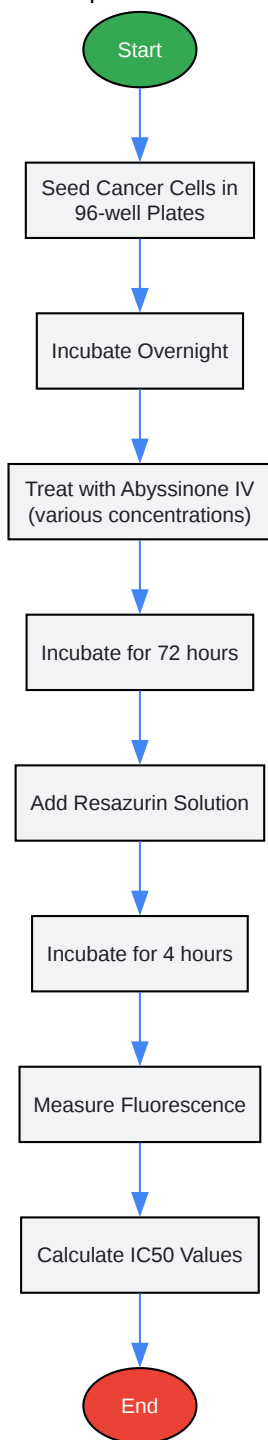 Start
Seed Cancer Cells in
96-well Plates
Incubate Overnight
Treat with Abyssinone IV
(various concentrations)
Incubate for 72 hours
Add Resazurin Solution
Incubate for 4 hours
Measure Fluorescence
Calculate IC50 Values
End